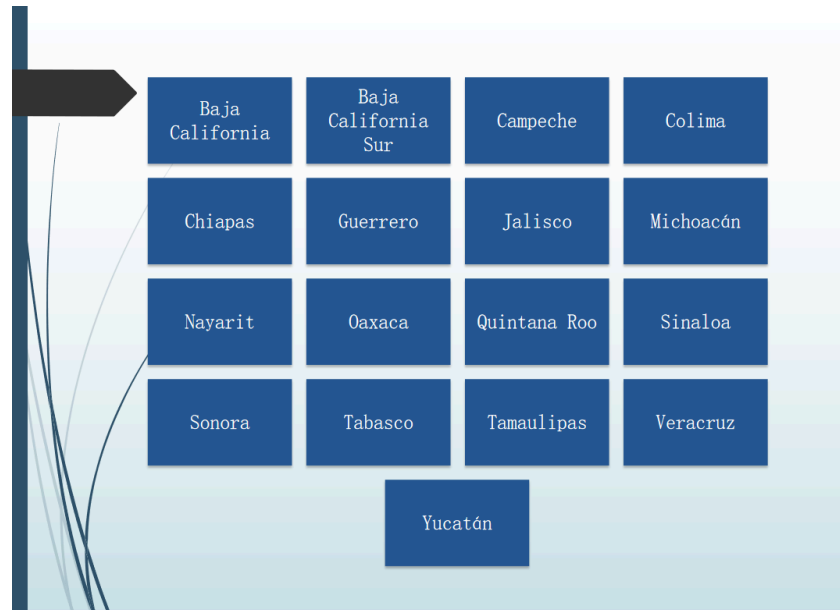 Baja
California
Baja
California
Sur
Campeche
Colima
Chiapas
Guerrero
Jalisco
Michoacán
Nayarit
Oaxaca
Quintana Roo
Sinaloa
Sonora
Tabasco
Tamaulipas
Veracruz
Yucatán